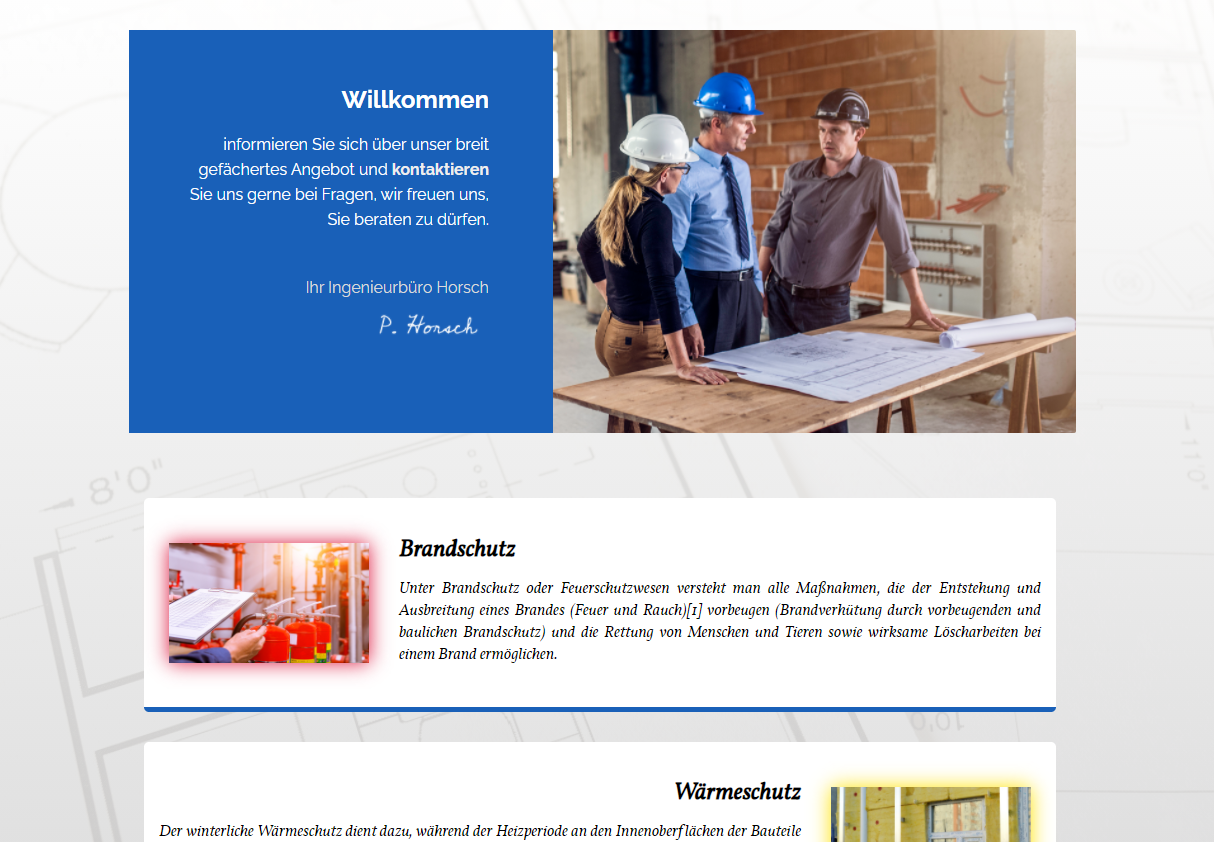 Willkommen
informieren Sie sich über unser breit
gefächertes Angebot und kontaktieren
Sie uns gerne bei Fragen, wir freuen uns,
Sie beraten zu dürfen.
Ihr Ingenieurbüro Horsch
P. Horsch
8'0"
Brandschutz
Unter Brandschutz oder Feuerschutzwesen versteht man alle Maßnahmen, die der Entstehung und
Ausbreitung eines Brandes (Feuer und Rauch)[1] vorbeugen (Brandverhütung durch vorbeugenden und
baulichen Brandschutz) und die Rettung von Menschen und Tieren sowie wirksame Löscharbeiten bei
einem Brand ermöglichen.
Wärmeschutz
Der winterliche Wärmeschutz dient dazu, während der Heizperiode an den Innenoberflächen der Bauteile